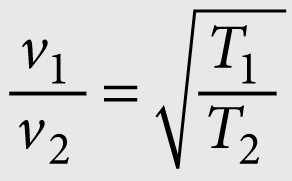 v₁/v₂ = √(T₁/T₂)